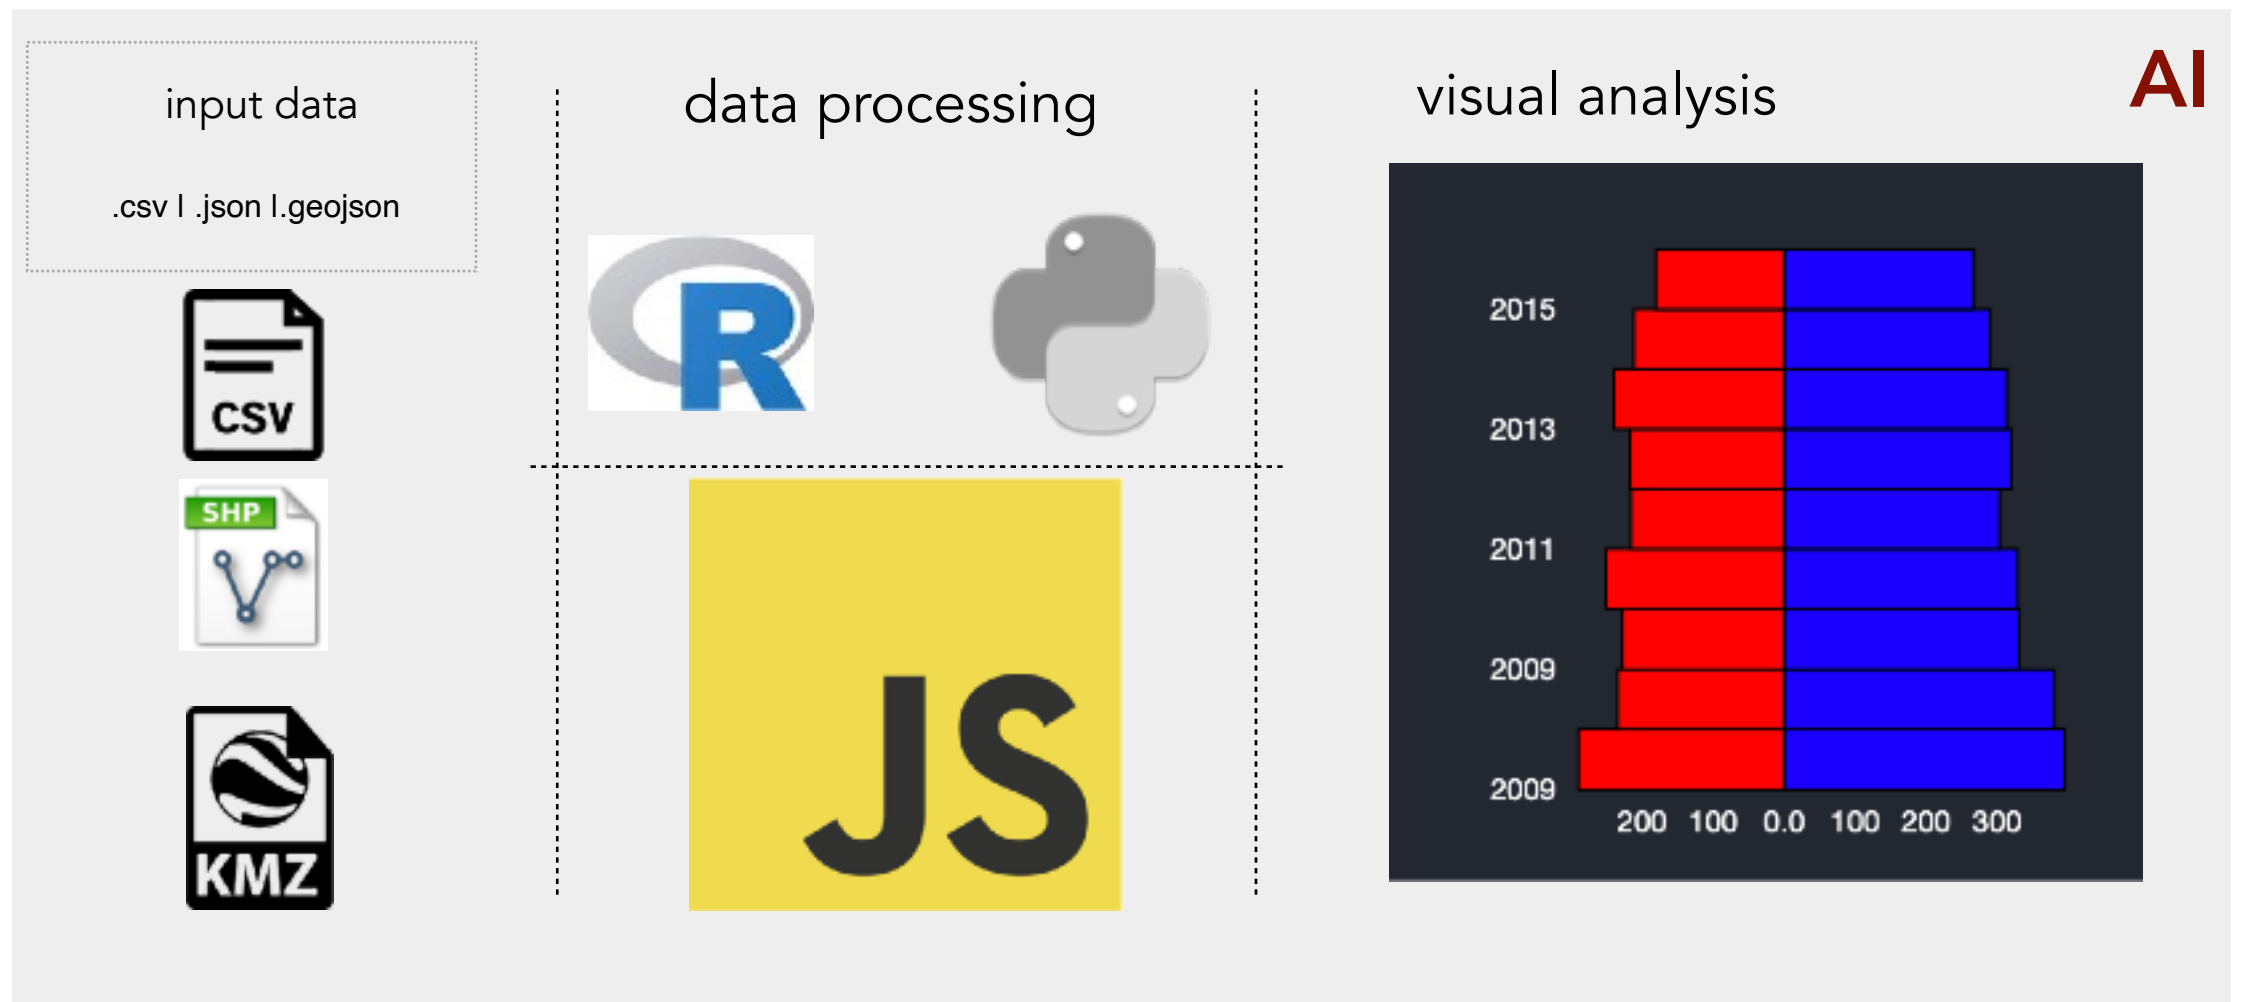 input data
.csv | .json |.geojson
CSV
SHP
KMZ
data processing
R
JS
visual analysis
AI
2015
2013
2011
2009
2009
200 100 0.0 100 200 300